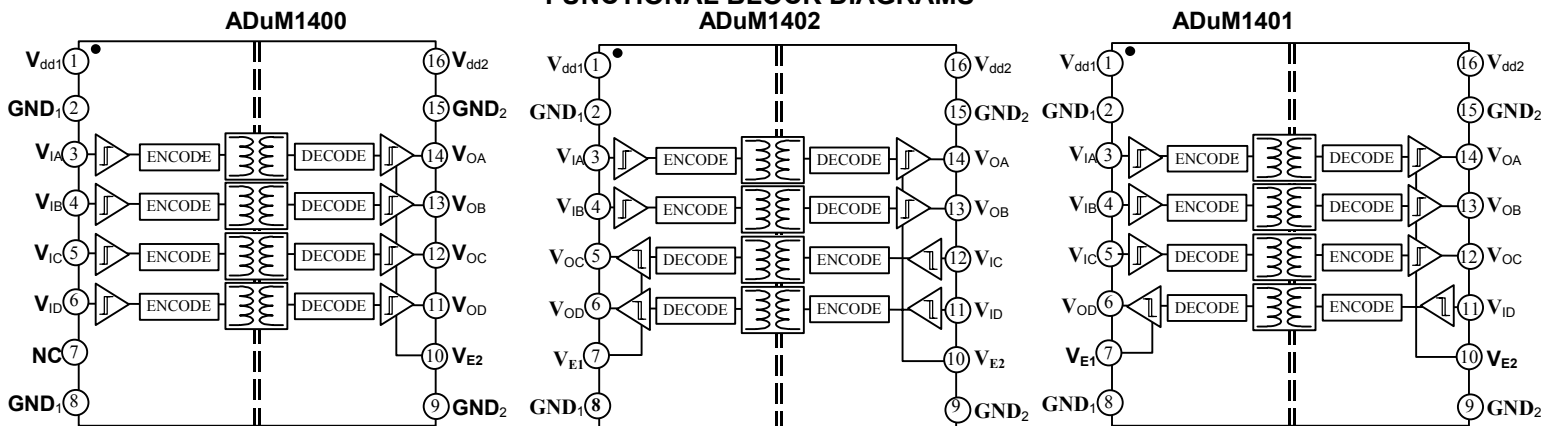 FUNCTIONAL BLOCK DIAGRAMS
ADuM1400
Vdd1 1
GND1 2
VIA 3
VIB 4
VIC 5
VID 6
NC 7
GND1 8
ENCODE DECODE
ENCODE DECODE
ENCODE DECODE
ENCODE DECODE
16 Vdd2
15 GND2
14 VOA
13 VOB
12 VOC
11 VOD
10 VE2
9 GND2
ADuM1402
Vdd1 1
GND1 2
VIA 3
VIB 4
VOC 5
VOD 6
VE1 7
GND1 8
ENCODE DECODE
ENCODE DECODE
DECODE ENCODE
DECODE ENCODE
16 Vdd2
15 GND2
14 VOA
13 VOB
12 VIC
11 VID
10 VE2
9 GND2
ADuM1401
Vdd1 1
GND1 2
VIA 3
VIB 4
VIC 5
VOD 6
VE1 7
GND1 8
ENCODE DECODE
ENCODE DECODE
ENCODE DECODE
DECODE ENCODE
16 Vdd2
15 GND2
14 VOA
13 VOB
12 VOC
11 VID
10 VE2
9 GND2